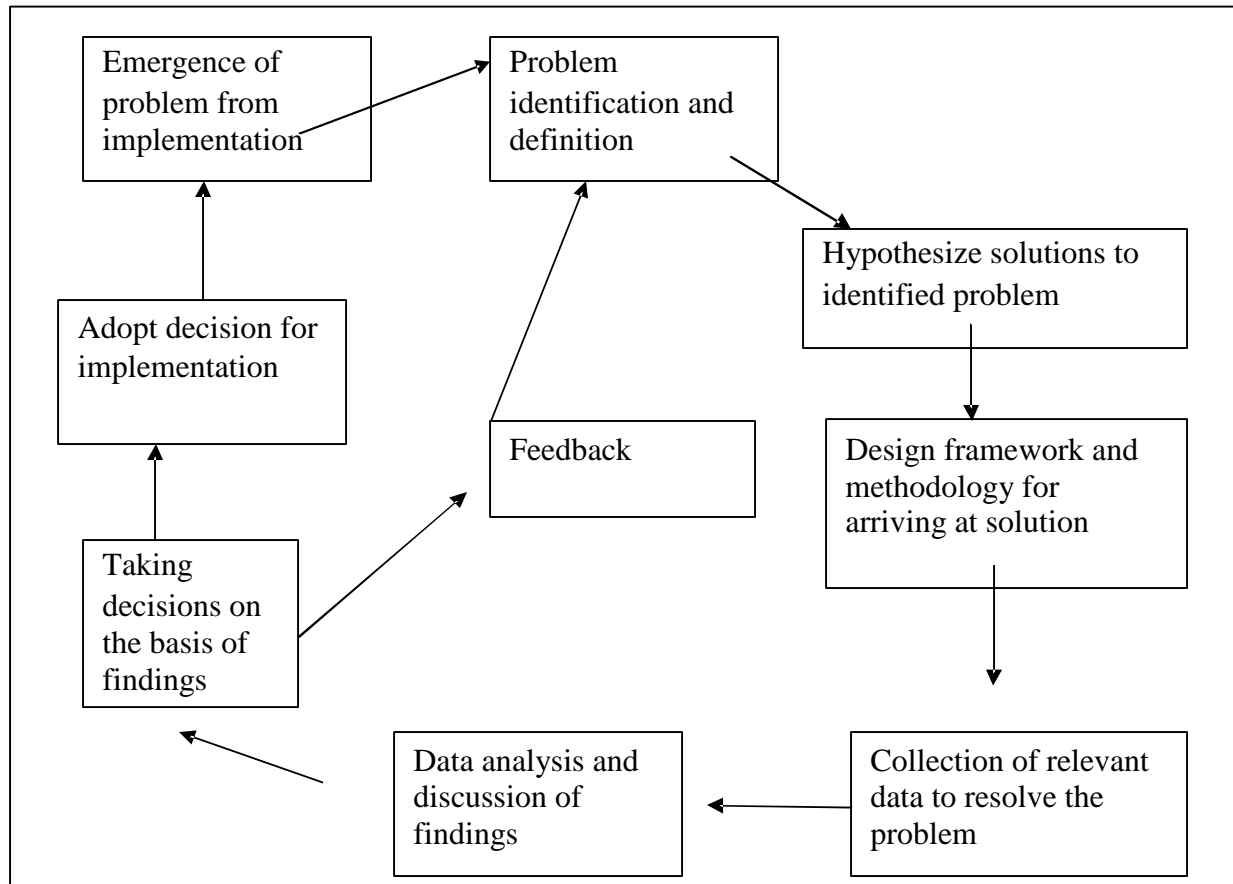 Emergence of
problem from
implementation
Problem
identification and
definition
Hypothesize solutions to
identified problem
Adopt decision for
implementation
Feedback
Design framework and
methodology for
arriving at solution
Taking
decisions on
the basis of
findings
Data analysis and
discussion of
findings
Collection of relevant
data to resolve the
problem